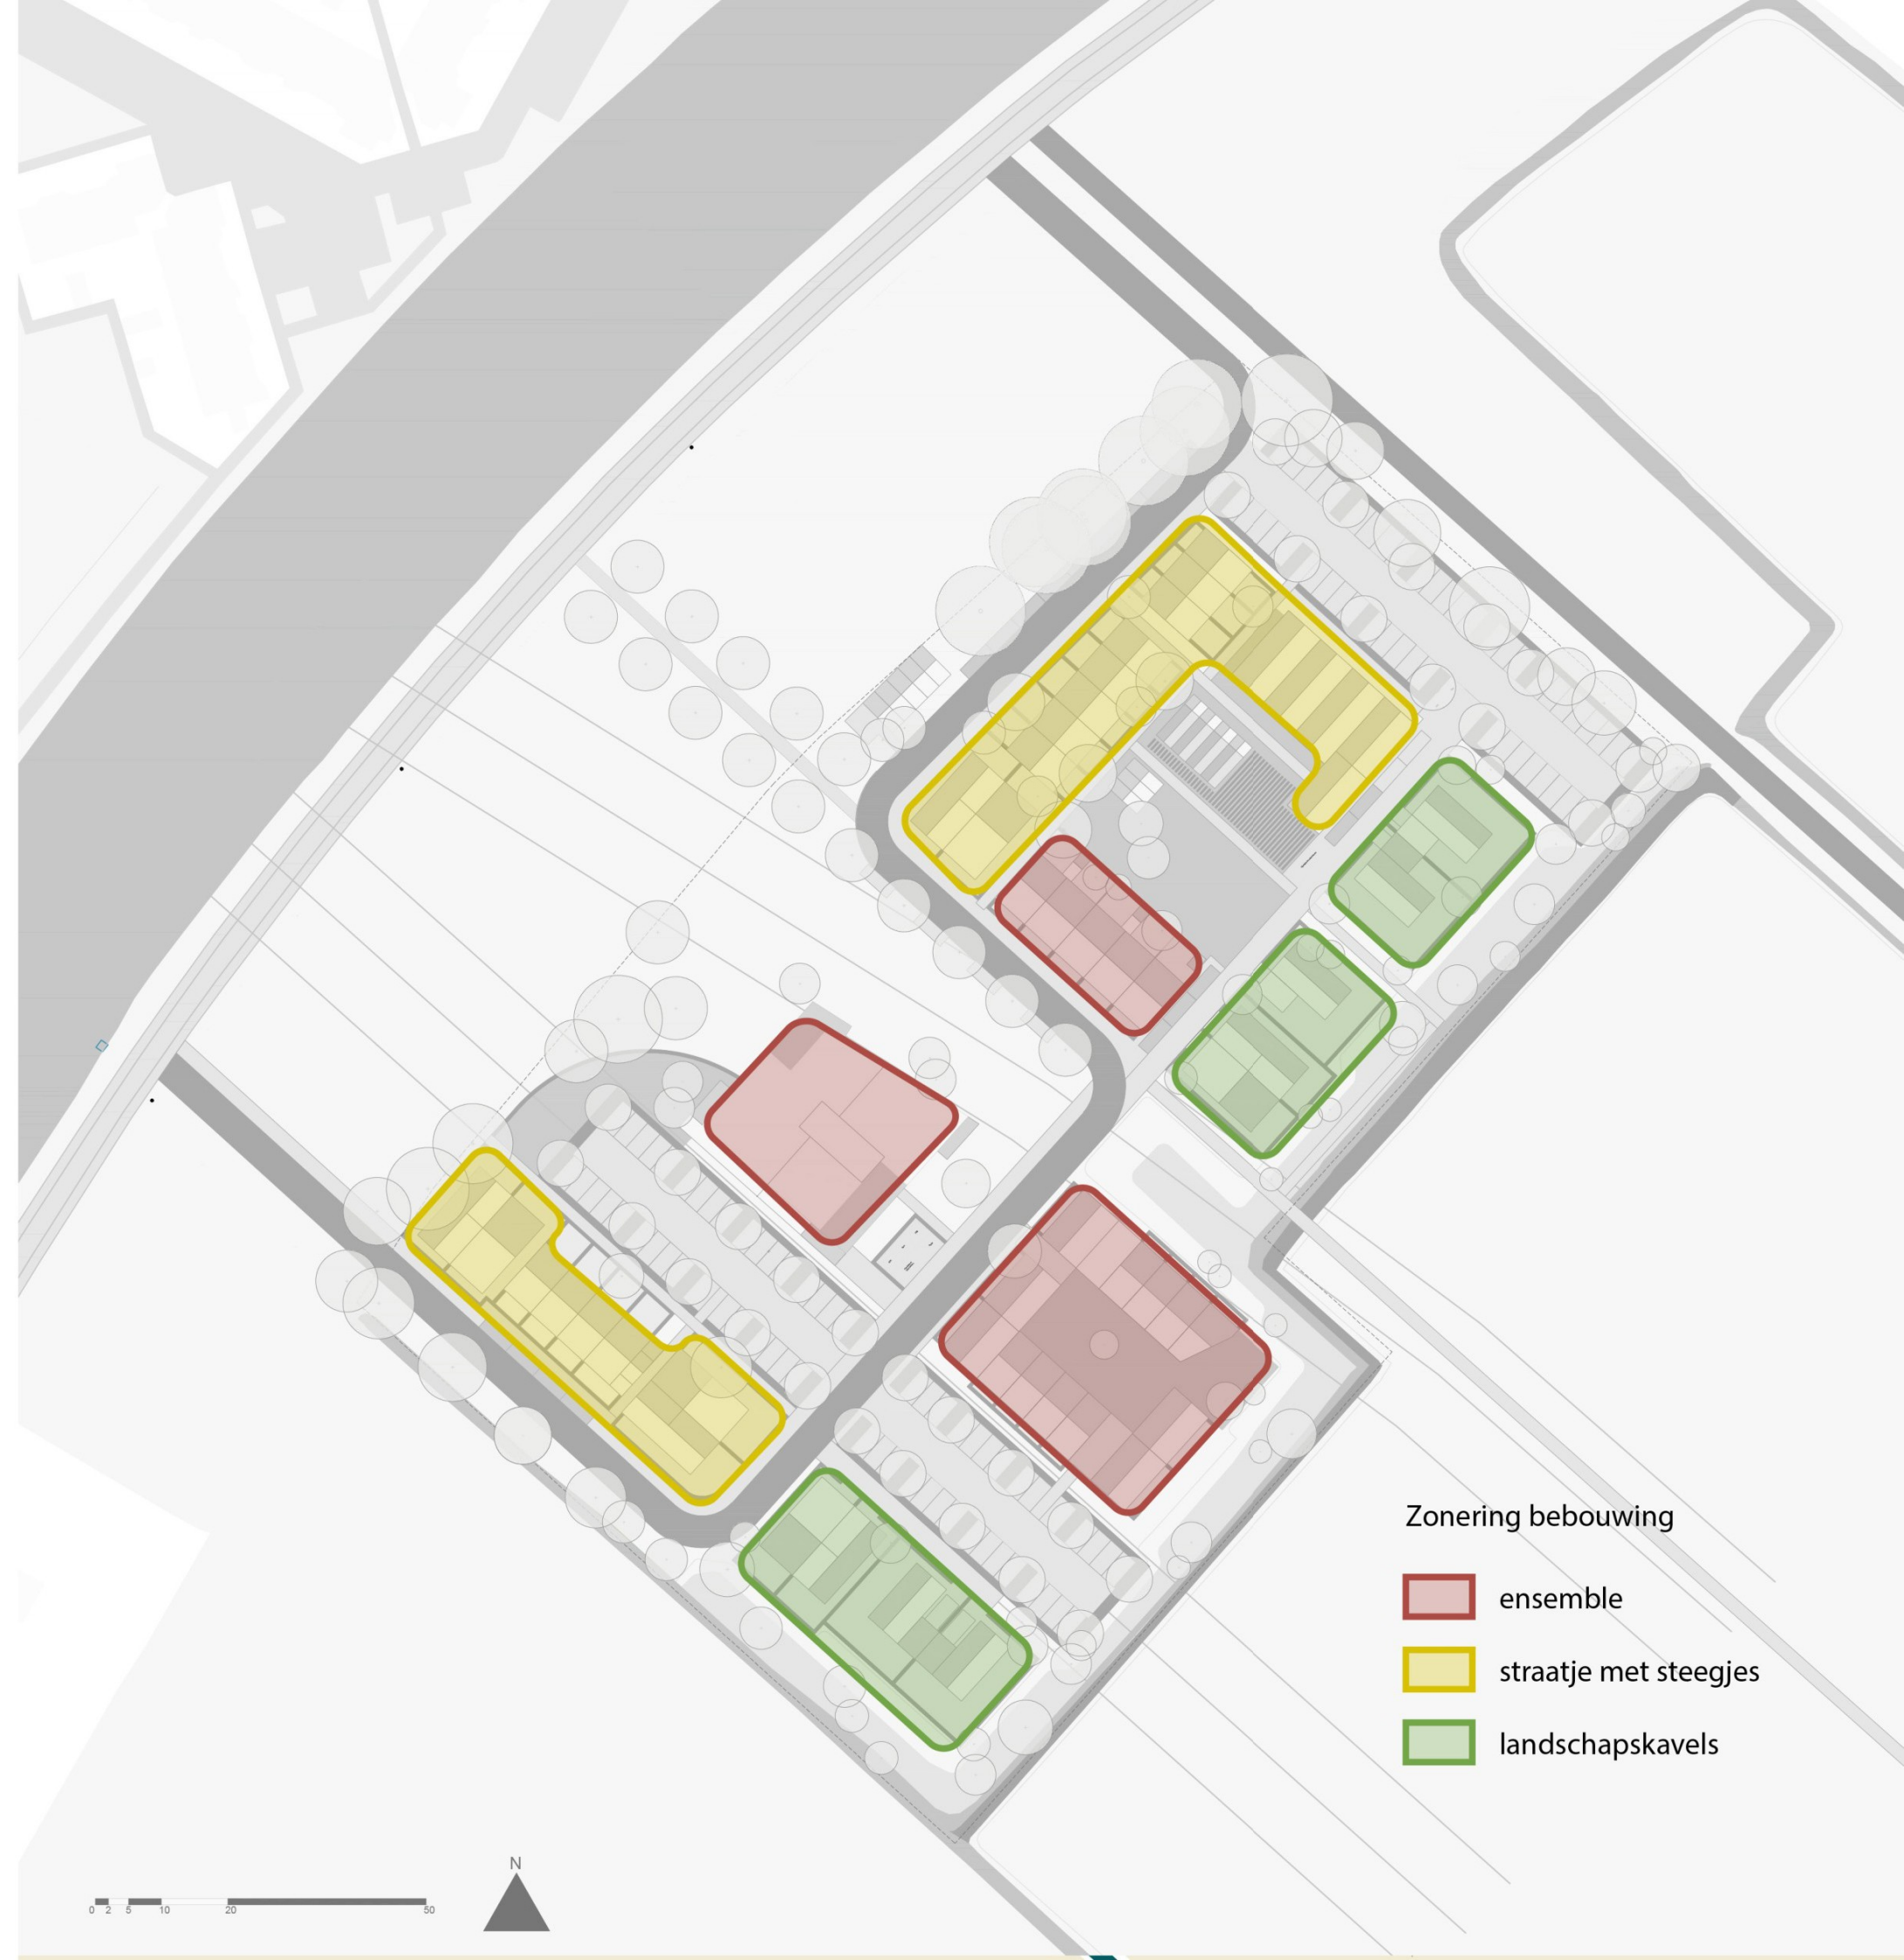 Zonering bebouwing
ensemble
straatje met steegjes
landschapskavels
N
0 2 5 10 20 50